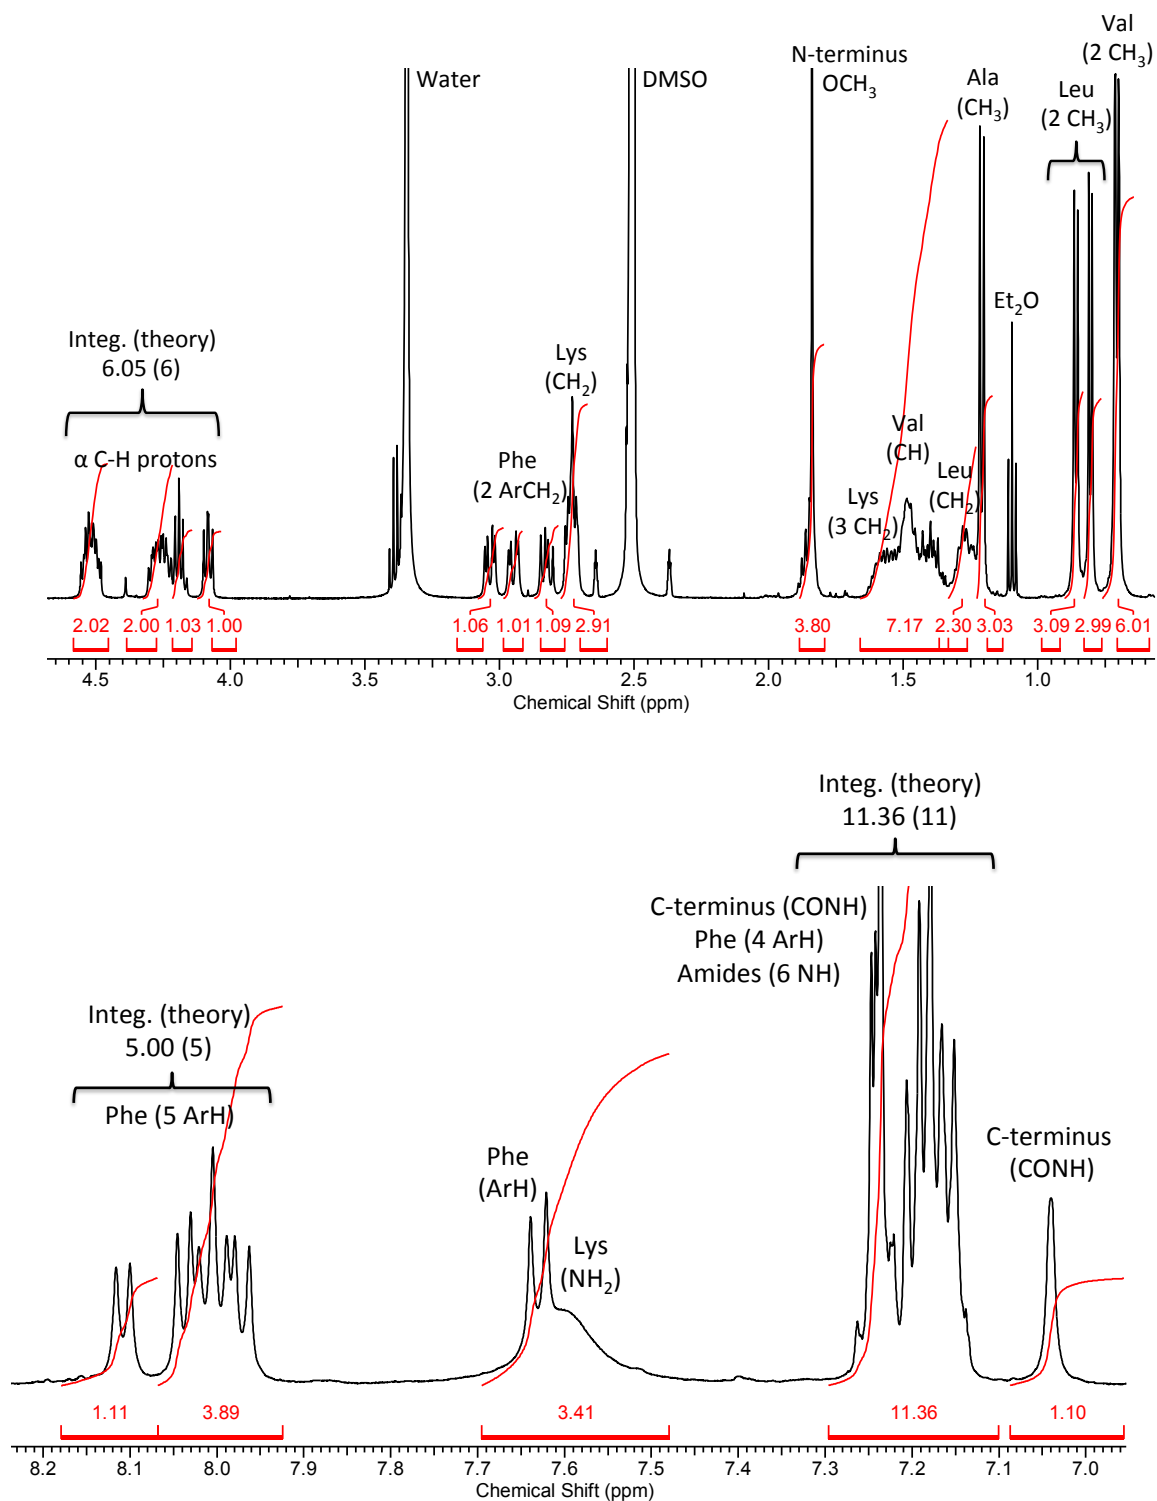 Val
(2 CH3)
N-terminus
OCH3
Water
DMSO
Ala
(CH3)
Leu
(2 CH3)
Et2O
Integ. (theory)
6.05 (6)
α C-H protons
Phe
(2 ArCH2)
Lys
(CH2)
Val
(CH)
Lys
(3 CH2)
Leu
(CH2)
2.02 2.00 1.03 1.00 1.06 1.01 1.09 2.91 3.80 7.17 2.30 3.03 3.09 2.99 6.01
4.5 4.0 3.5 3.0 2.5 2.0 1.5 1.0
Chemical Shift (ppm)
Integ. (theory)
11.36 (11)
C-terminus (CONH)
Phe (4 ArH)
Amides (6 NH)
Integ. (theory)
5.00 (5)
Phe (5 ArH)
Phe
(ArH)
Lys
(NH2)
C-terminus
(CONH)
1.11 3.89 3.41 11.36 1.10
8.2 8.1 8.0 7.9 7.8 7.7 7.6 7.5 7.4 7.3 7.2 7.1 7.0
Chemical Shift (ppm)